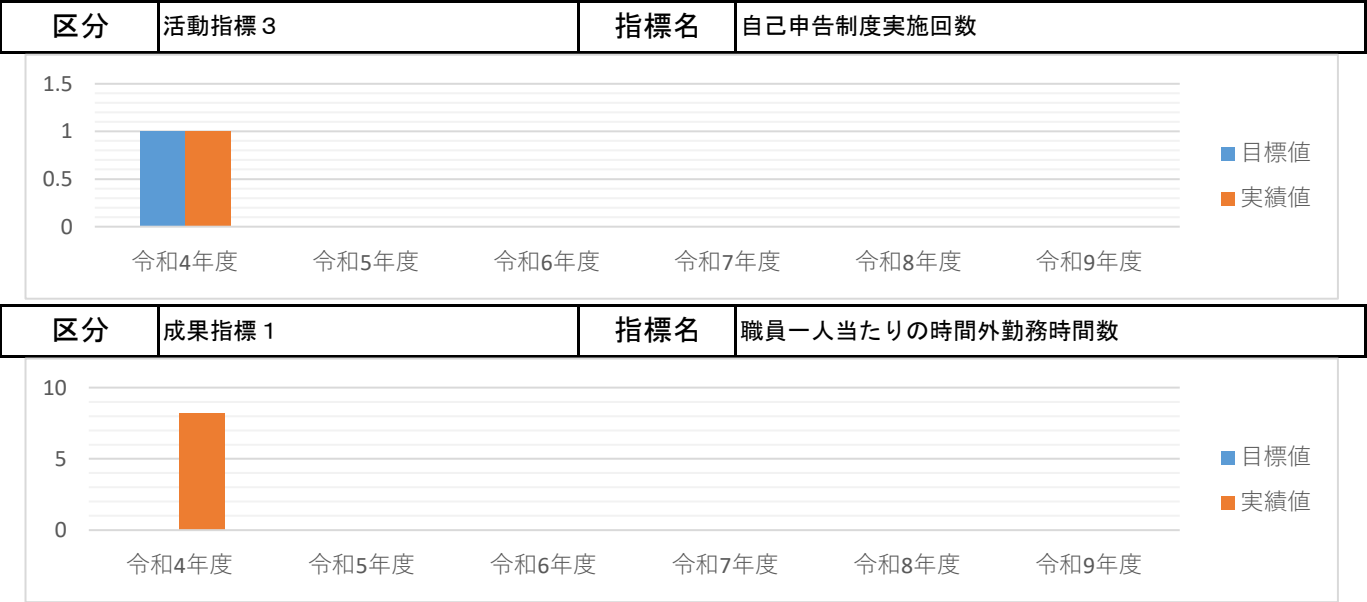 区分 活動指標３ 指標名 自己申告制度実施回数
1.5
1
0.5
0
令和4年度 令和5年度 令和6年度 令和7年度 令和8年度 令和9年度
目標値
実績値
区分 成果指標１ 指標名 職員一人当たりの時間外勤務時間数
10
5
0
令和4年度 令和5年度 令和6年度 令和7年度 令和8年度 令和9年度
目標値
実績値